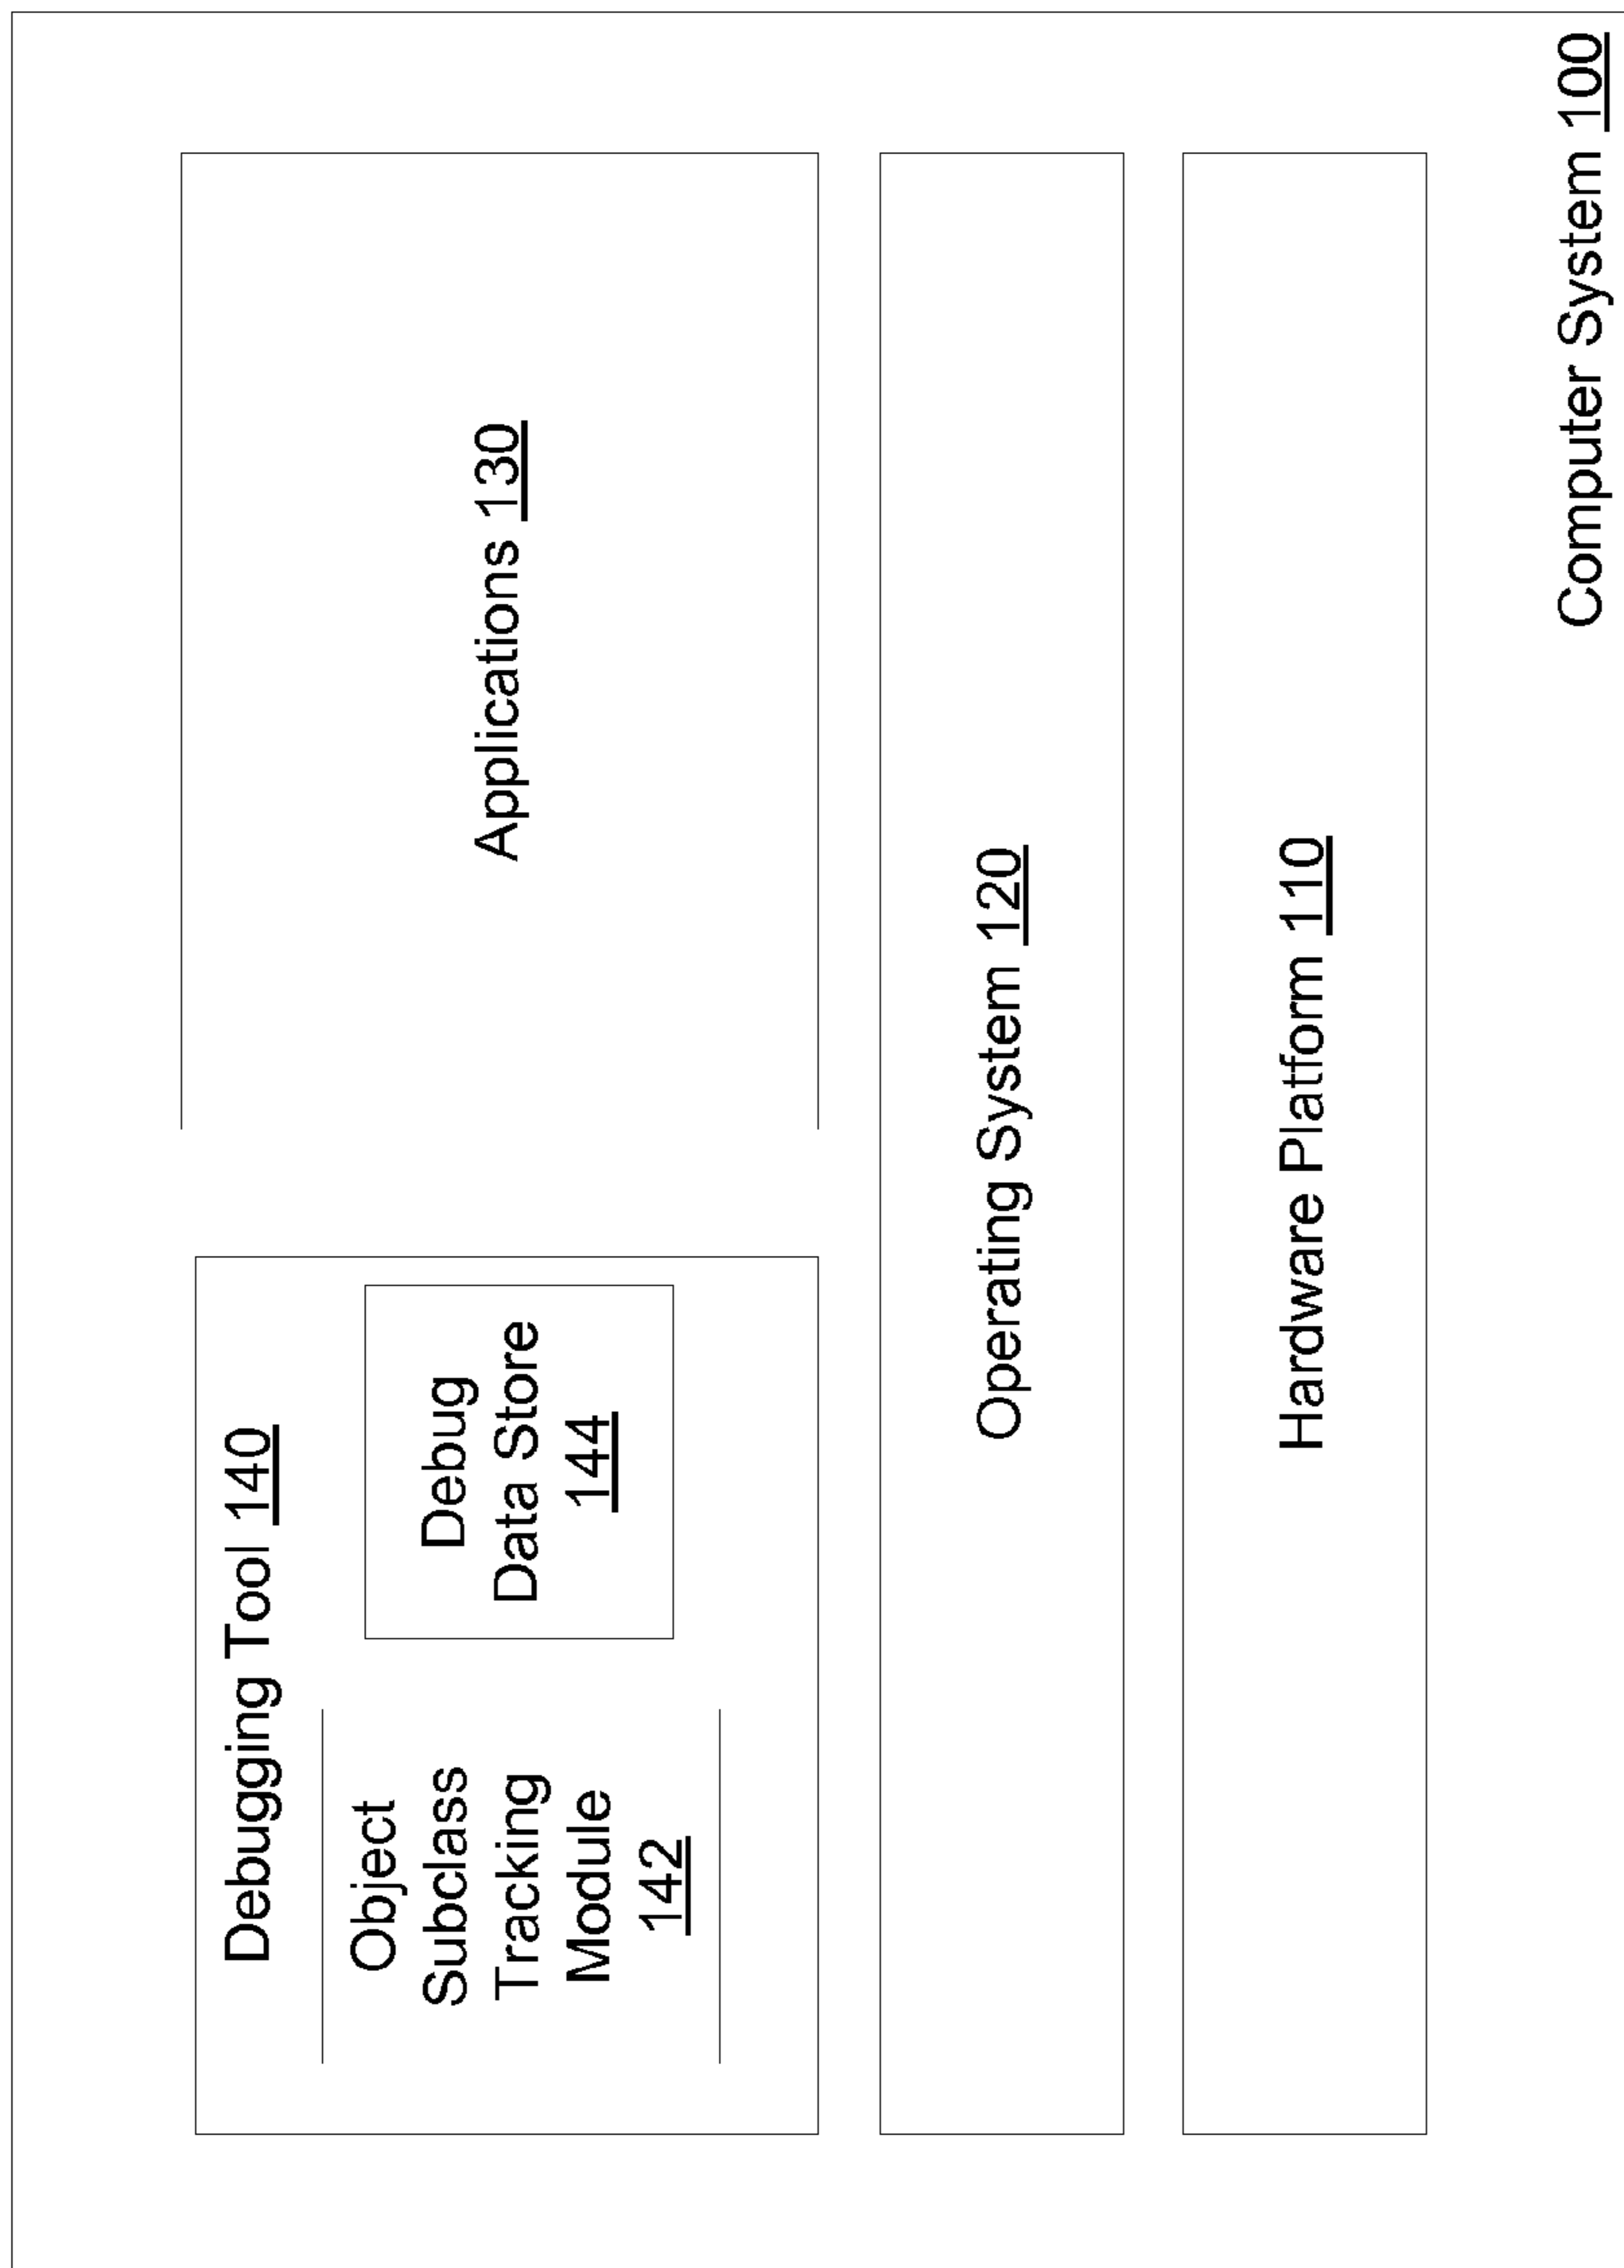 Debugging Tool 140
Object
Subclass
Tracking
Module
142
Debug
Data Store
144
Applications 130
Operating System 120
Hardware Platform 110
Computer System 100